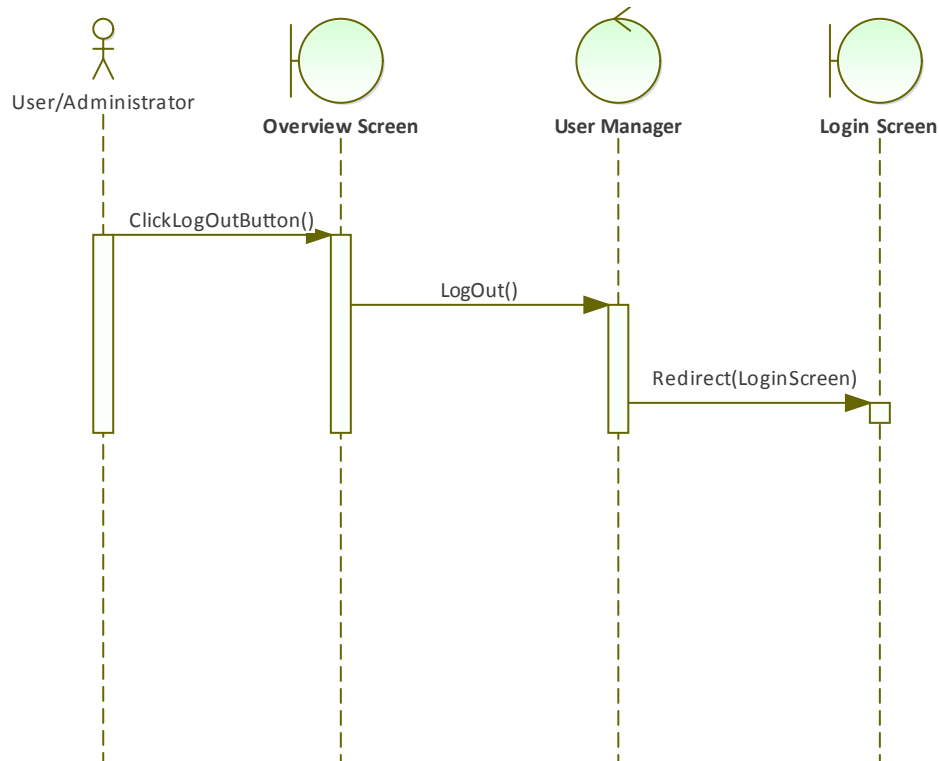 User/Administrator
Overview Screen
User Manager
Login Screen
ClickLogOutButton()
LogOut()
Redirect(LoginScreen)